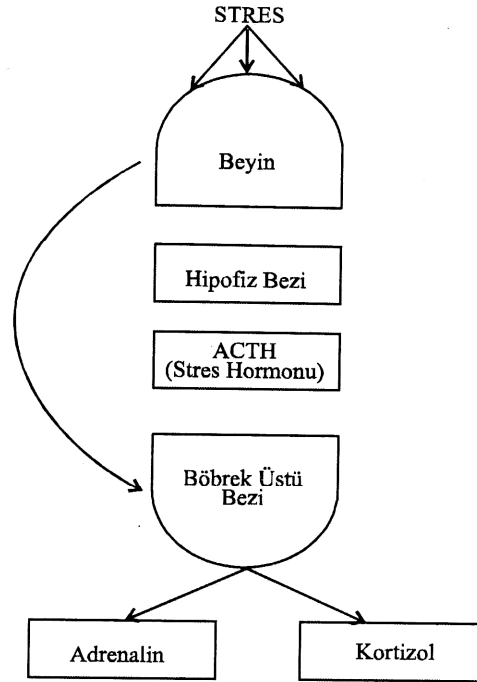 STRES
Beyin
Hipofiz Bezi
ACTH
(Stres Hormonu)
Böbrek Üstü
Bezi
Adrenalin
Kortizol